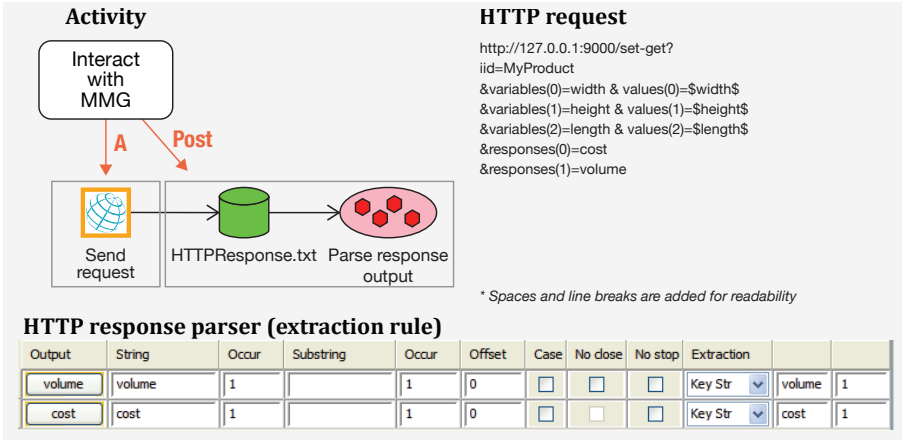 Activity
Interact
with
MMG
A
Post
Send
request
HTTPResponse.txt
Parse response
output
HTTP request
http://127.0.0.1:9000/set-get?
iid=MyProduct
&variables(0)=width & values(0)=$width$
&variables(1)=height & values(1)=$height$
&variables(2)=length & values(2)=$length$
&responses(0)=cost
&responses(1)=volume
* Spaces and line breaks are added for readability
HTTP response parser (extraction rule)
Output String Occur Substring Occur Offset Case No close No stop Extraction
volume volume 1 1 0 Key Str volume 1
cost cost 1 1 0 Key Str cost 1